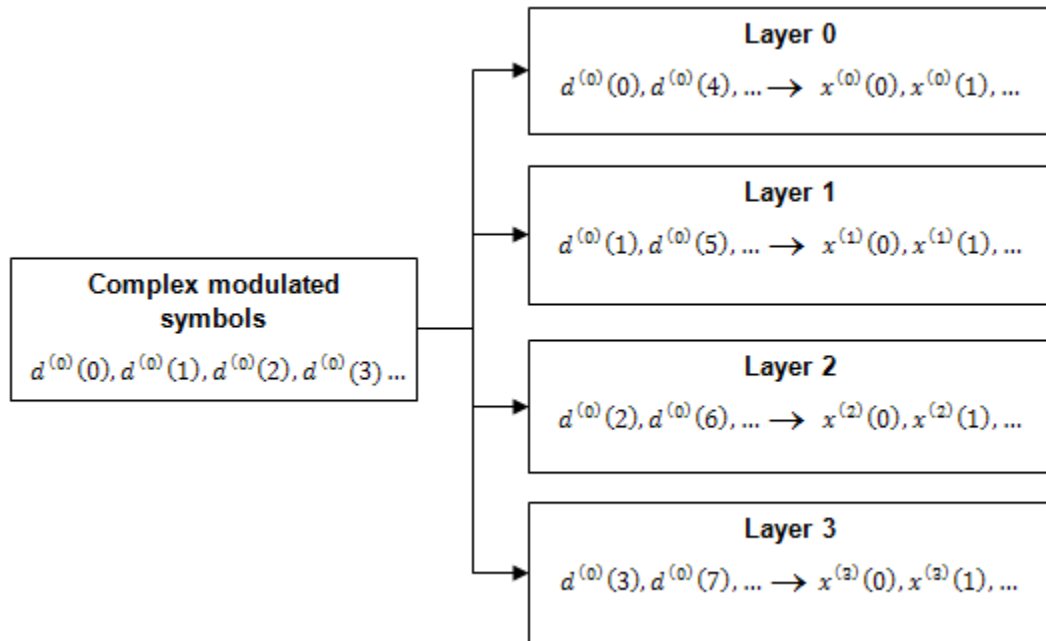 Layer 0
d⁽⁰⁾(0), d⁽⁰⁾(4), ... → x⁽⁰⁾(0), x⁽⁰⁾(1), ...
Layer 1
d⁽⁰⁾(1), d⁽⁰⁾(5), ... → x⁽¹⁾(0), x⁽¹⁾(1), ...
Complex modulated
symbols
d⁽⁰⁾(0), d⁽⁰⁾(1), d⁽⁰⁾(2), d⁽⁰⁾(3) ...
Layer 2
d⁽⁰⁾(2), d⁽⁰⁾(6), ... → x⁽²⁾(0), x⁽²⁾(1), ...
Layer 3
d⁽⁰⁾(3), d⁽⁰⁾(7), ... → x⁽³⁾(0), x⁽³⁾(1), ...